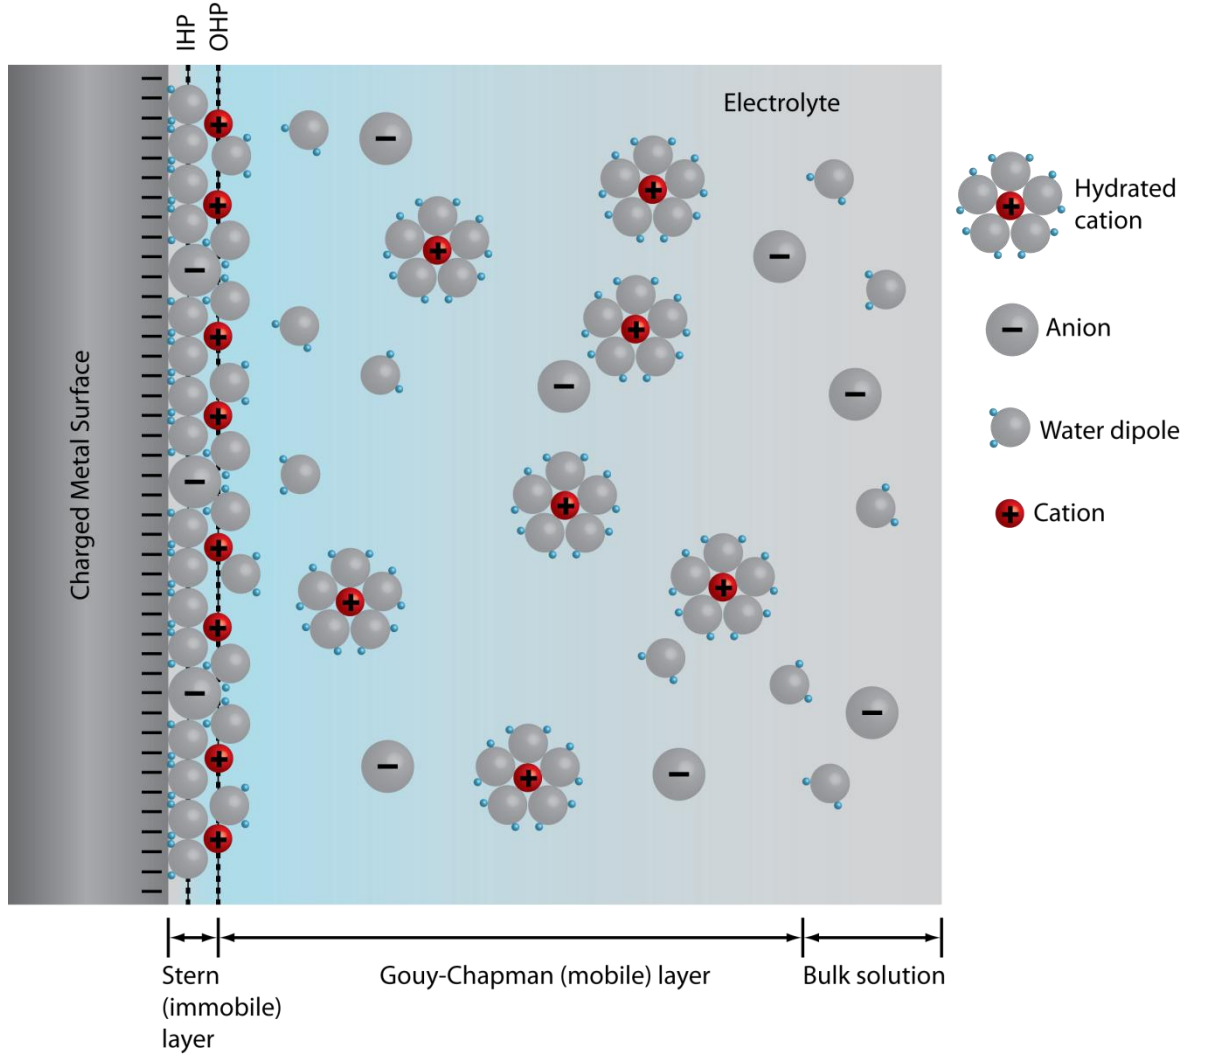 IHP
OHP
Electrolyte
Charged Metal Surface
Hydrated
cation
Anion
Water dipole
Cation
Stern
(immobile)
layer
Gouy-Chapman (mobile) layer
Bulk solution